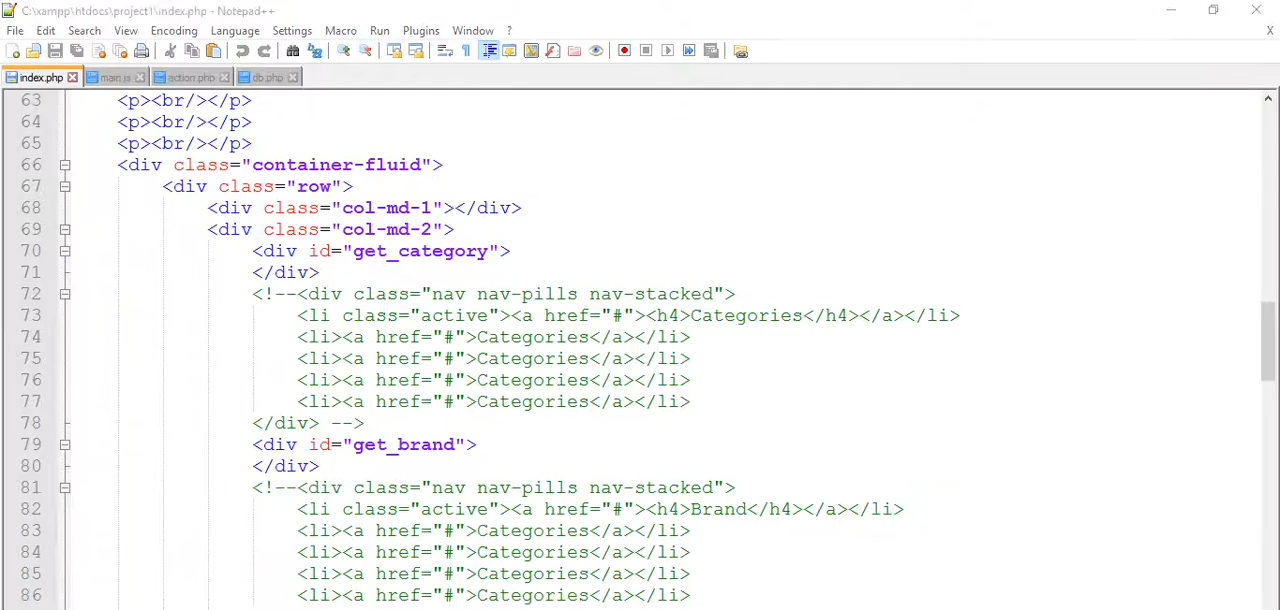 C:\xampp\htdocs\project1\index.php - Notepad++
File Edit Search View Encoding Language Settings Macro Run Plugins Window ? X
index.php main.js action.php db.php
63 <p><br/></p>
64 <p><br/></p>
65 <p><br/></p>
66 <div class="container-fluid">
67 <div class="row">
68 <div class="col-md-1"></div>
69 <div class="col-md-2">
70 <div id="get_category">
71 </div>
72 <!--<div class="nav nav-pills nav-stacked">
73 <li class="active"><a href="#"><h4>Categories</h4></a></li>
74 <li><a href="#">Categories</a></li>
75 <li><a href="#">Categories</a></li>
76 <li><a href="#">Categories</a></li>
77 <li><a href="#">Categories</a></li>
78 </div> -->
79 <div id="get_brand">
80 </div>
81 <!--<div class="nav nav-pills nav-stacked">
82 <li class="active"><a href="#"><h4>Brand</h4></a></li>
83 <li><a href="#">Categories</a></li>
84 <li><a href="#">Categories</a></li>
85 <li><a href="#">Categories</a></li>
86 <li><a href="#">Categories</a></li>